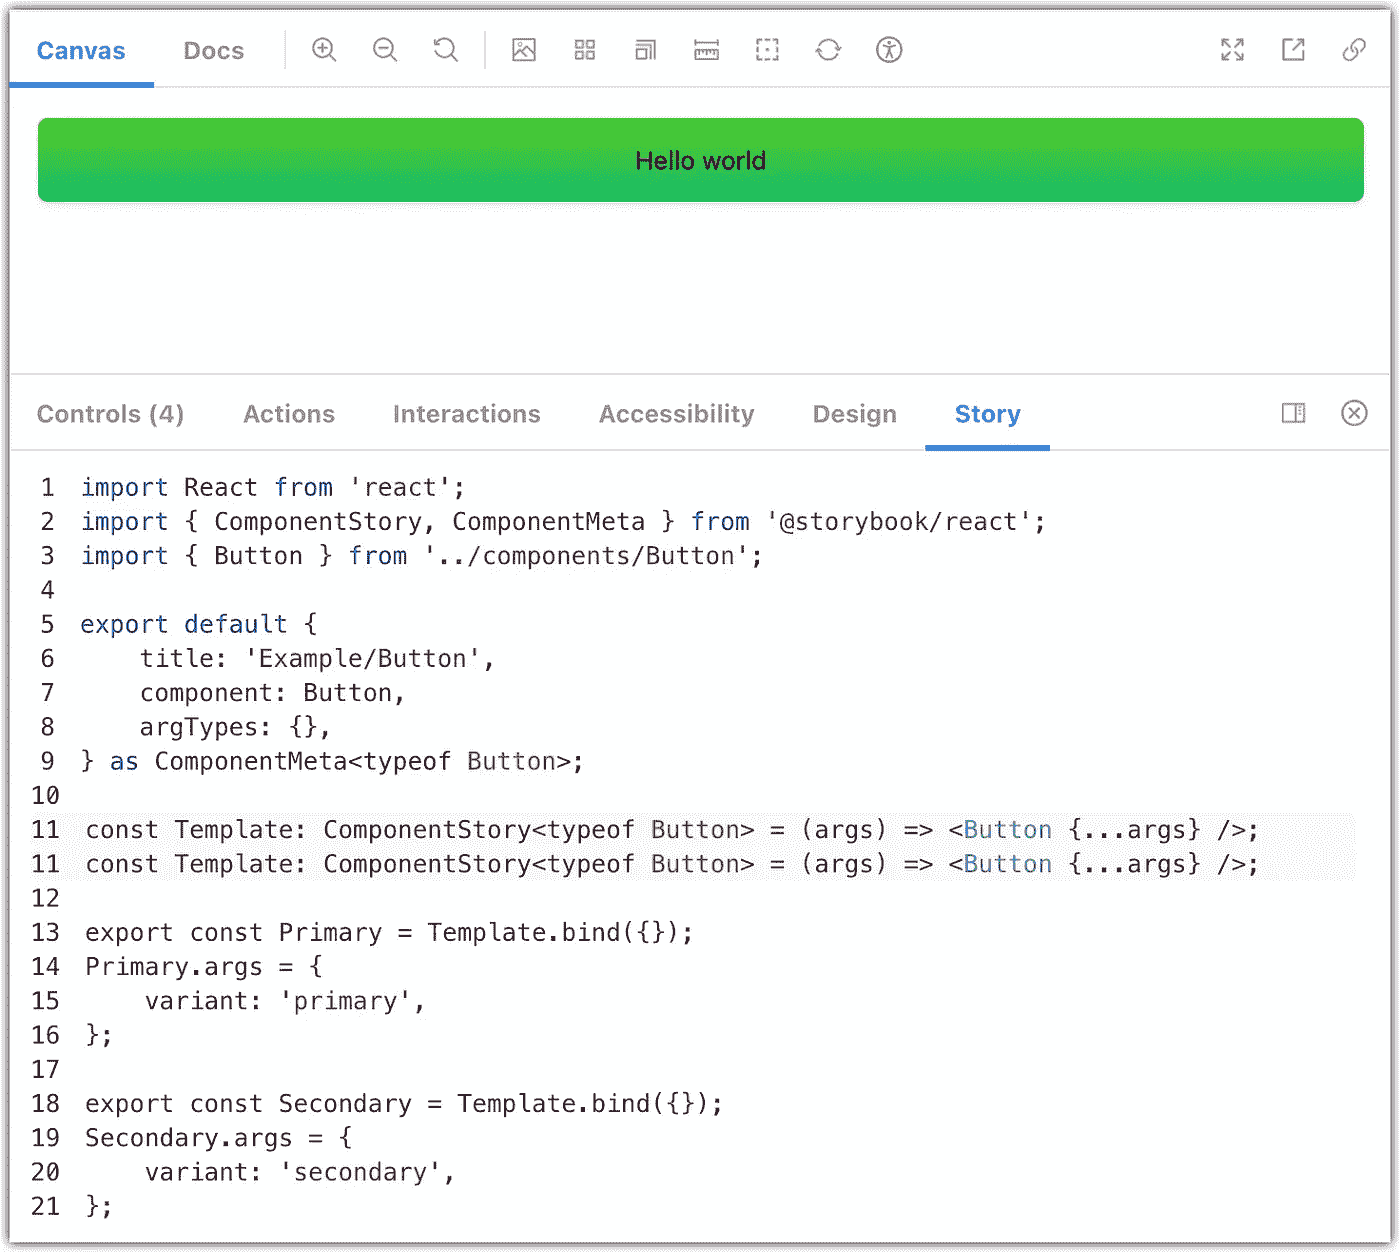 Canvas Docs
Hello world
Controls (4) Actions Interactions Accessibility Design Story
1 import React from 'react';
2 import { ComponentStory, ComponentMeta } from '@storybook/react';
3 import { Button } from '../components/Button';
4
5 export default {
6     title: 'Example/Button',
7     component: Button,
8     argTypes: {},
9 } as ComponentMeta<typeof Button>;
10
11 const Template: ComponentStory<typeof Button> = (args) => <Button {...args} />;
11 const Template: ComponentStory<typeof Button> = (args) => <Button {...args} />;
12
13 export const Primary = Template.bind({});
14 Primary.args = {
15     variant: 'primary',
16 };
17
18 export const Secondary = Template.bind({});
19 Secondary.args = {
20     variant: 'secondary',
21 };